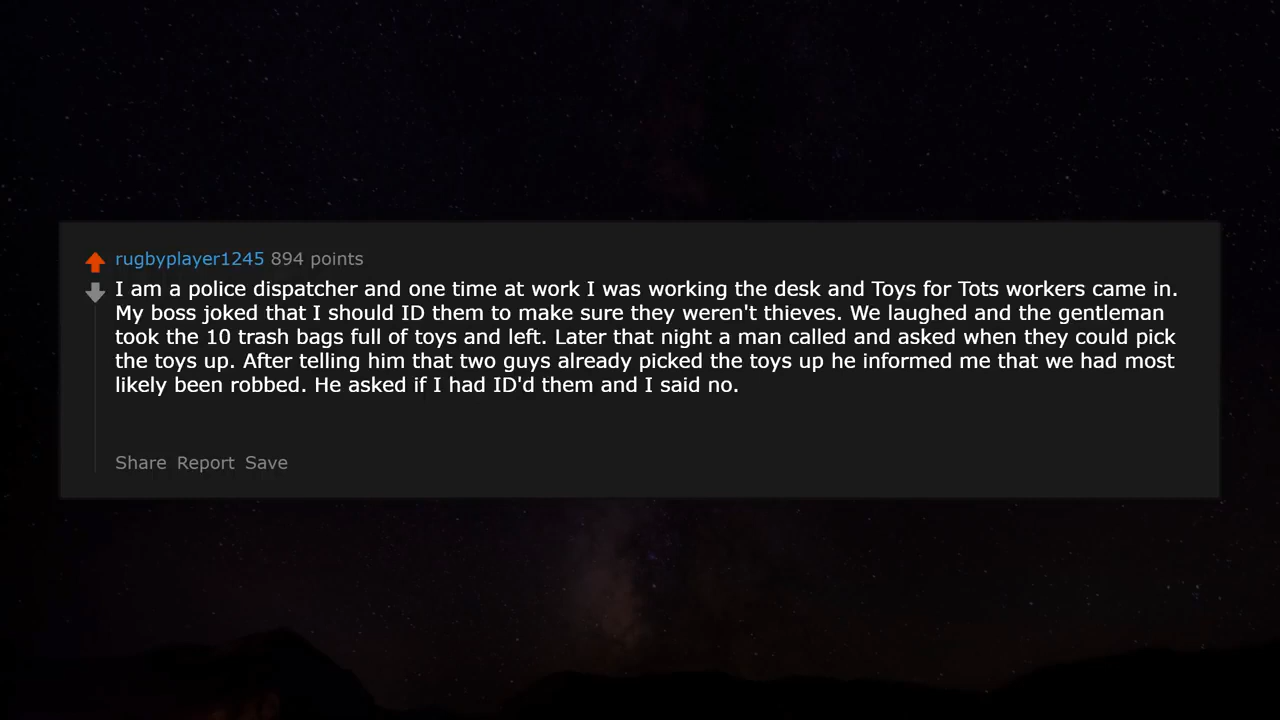 rugbyplayer1245 894 points
I am a police dispatcher and one time at work I was working the desk and Toys for Tots workers came in.
My boss joked that I should ID them to make sure they weren't thieves. We laughed and the gentleman
took the 10 trash bags full of toys and left. Later that night a man called and asked when they could pick
the toys up. After telling him that two guys already picked the toys up he informed me that we had most
likely been robbed. He asked if I had ID'd them and I said no.
Share Report Save